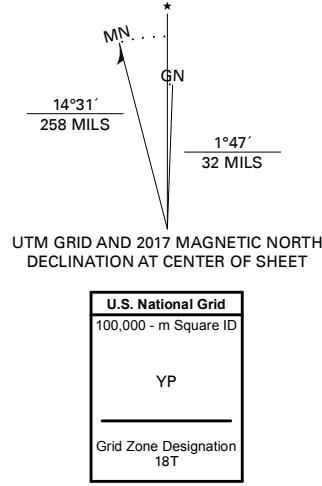 ★
MN
GN
14°31´
258 MILS
1°47´
32 MILS
UTM GRID AND 2017 MAGNETIC NORTH
DECLINATION AT CENTER OF SHEET
U.S. National Grid
100,000 - m Square ID
YP
Grid Zone Designation
18T